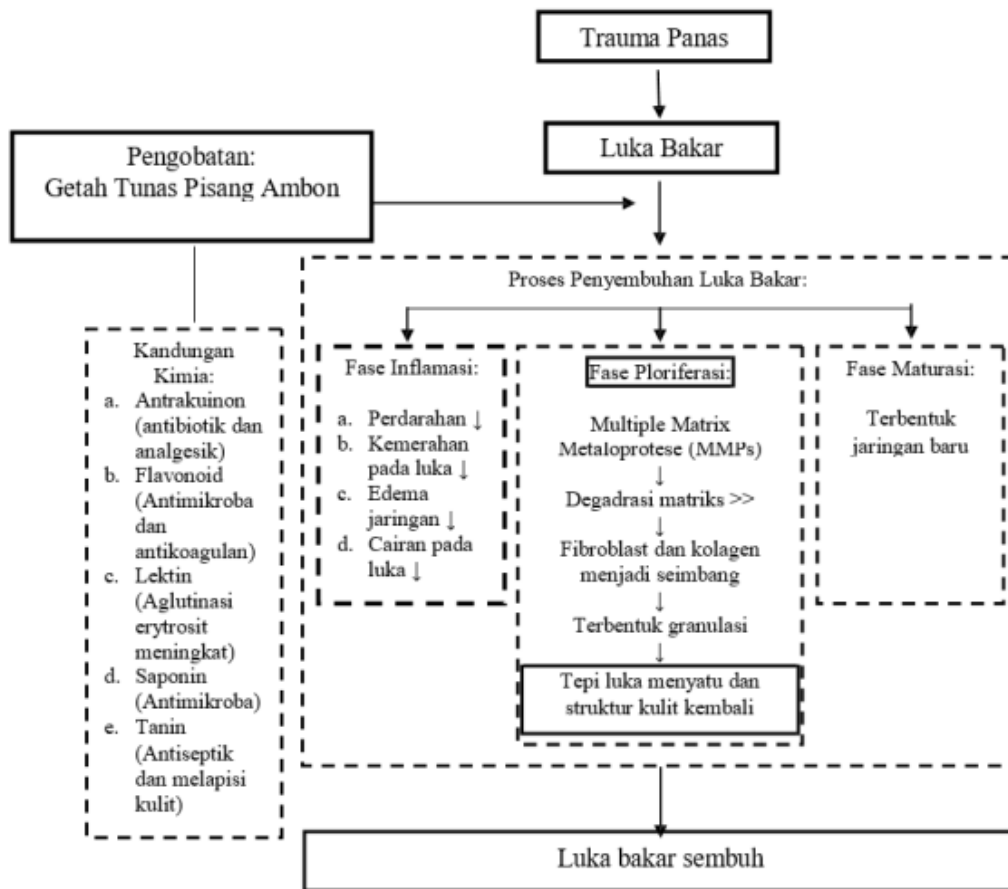 Trauma Panas
Luka Bakar
Pengobatan:
Getah Tunas Pisang Ambon
Proses Penyembuhan Luka Bakar:
Kandungan
Kimia:
a. Antrakuinon
(antibiotik dan
analgesik)
b. Flavonoid
(Antimikroba
dan
antikoagulan)
c. Lektin
(Aglutinasi
erytrosit
meningkat)
d. Saponin
(Antimikroba)
e. Tanin
(Antiseptik
dan melapisi
kulit)
Fase Inflamasi:
a. Perdarahan ↓
b. Kemerahan
pada luka ↓
c. Edema
jaringan ↓
d. Cairan pada
luka ↓
Fase Ploriferasi:
Multiple Matrix
Metaloprotese (MMPs)
↓
Degadrasi matriks >>
↓
Fibroblast dan kolagen
menjadi seimbang
↓
Terbentuk granulasi
↓
Tepi luka menyatu dan
struktur kulit kembali
Fase Maturasi:
Terbentuk
jaringan baru
Luka bakar sembuh